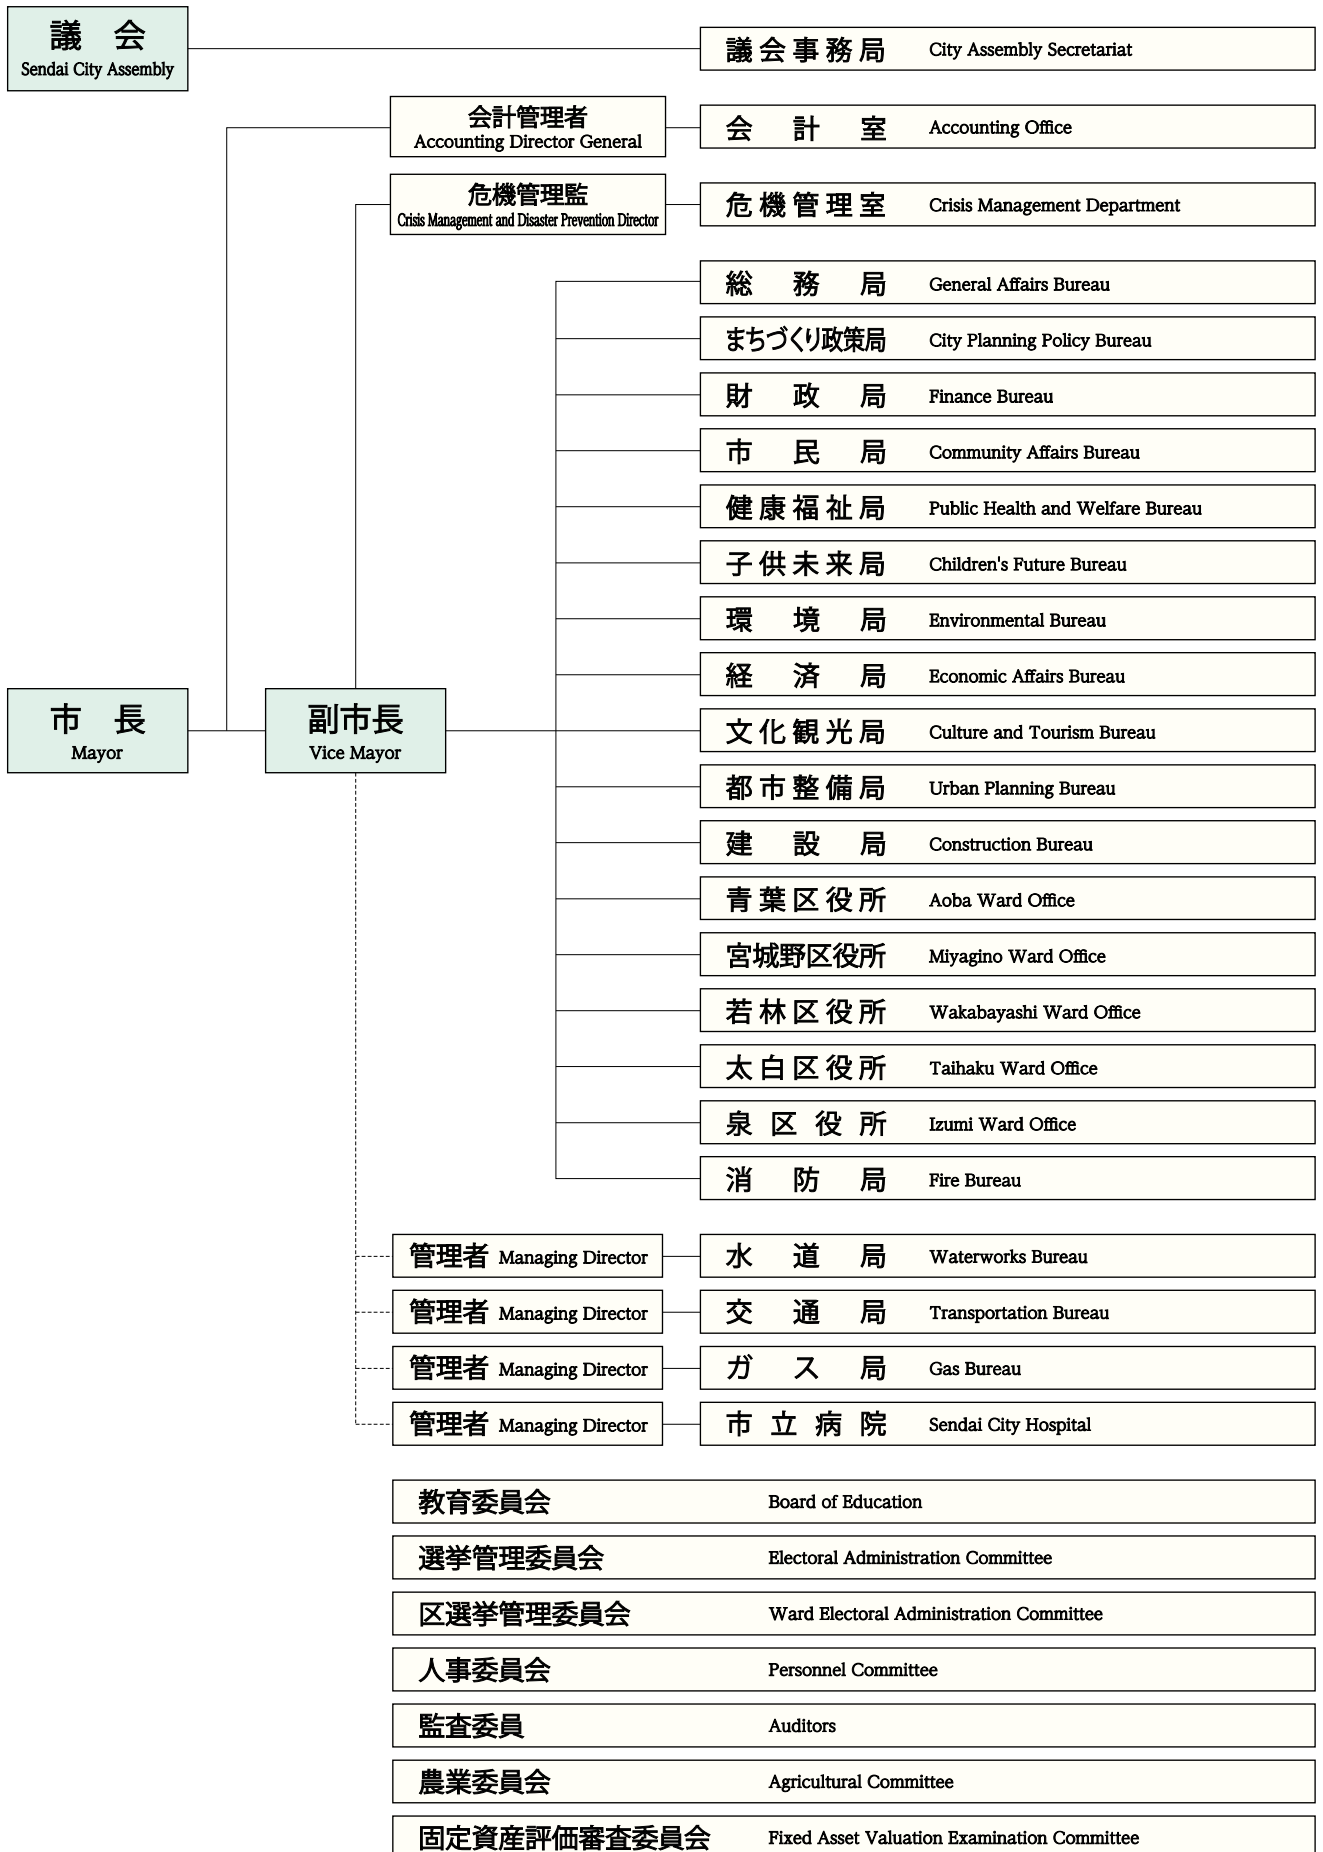 議　会
Sendai City Assembly
議会事務局 City Assembly Secretariat
会計管理者
Accounting Director General
会計室 Accounting Office
危機管理監
Crisis Management and Disaster Prevention Director
危機管理室 Crisis Management Department
総務局 General Affairs Bureau
まちづくり政策局 City Planning Policy Bureau
財政局 Finance Bureau
市民局 Community Affairs Bureau
健康福祉局 Public Health and Welfare Bureau
子供未来局 Children's Future Bureau
環境局 Environmental Bureau
経済局 Economic Affairs Bureau
市　長
Mayor
副市長
Vice Mayor
文化観光局 Culture and Tourism Bureau
都市整備局 Urban Planning Bureau
建設局 Construction Bureau
青葉区役所 Aoba Ward Office
宮城野区役所 Miyagino Ward Office
若林区役所 Wakabayashi Ward Office
太白区役所 Taihaku Ward Office
泉区役所 Izumi Ward Office
消防局 Fire Bureau
管理者 Managing Director
水道局 Waterworks Bureau
管理者 Managing Director
交通局 Transportation Bureau
管理者 Managing Director
ガス局 Gas Bureau
管理者 Managing Director
市立病院 Sendai City Hospital
教育委員会 Board of Education
選挙管理委員会 Electoral Administration Committee
区選挙管理委員会 Ward Electoral Administration Committee
人事委員会 Personnel Committee
監査委員 Auditors
農業委員会 Agricultural Committee
固定資産評価審査委員会 Fixed Asset Valuation Examination Committee